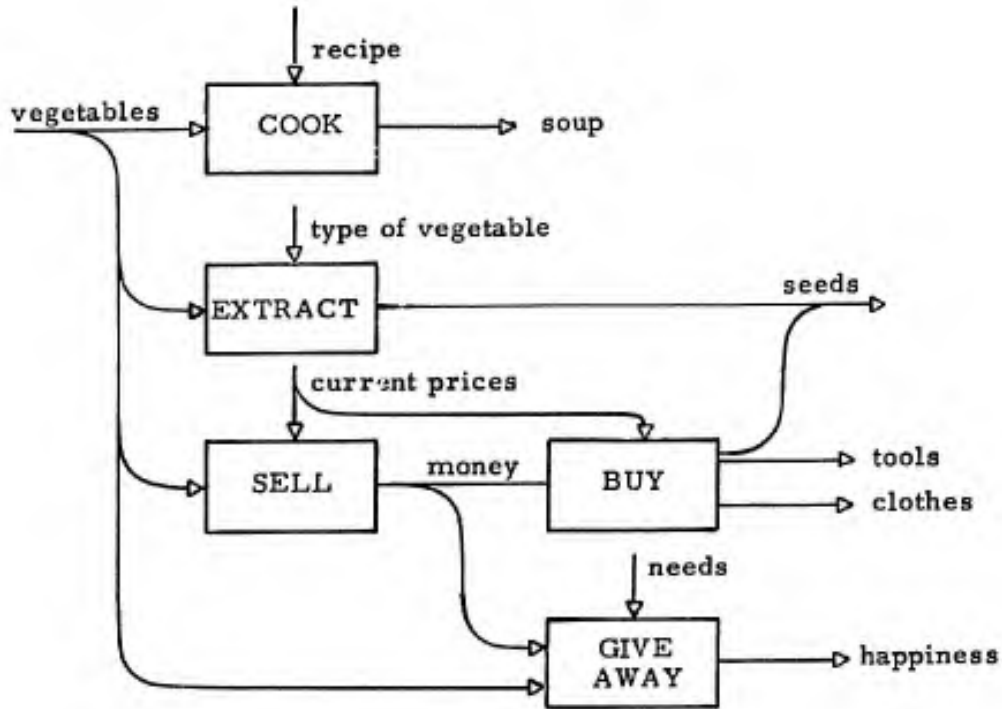 recipe
vegetables
COOK
soup
type of vegetable
seeds
EXTRACT
current prices
money
SELL
BUY
tools
clothes
needs
GIVE
AWAY
happiness